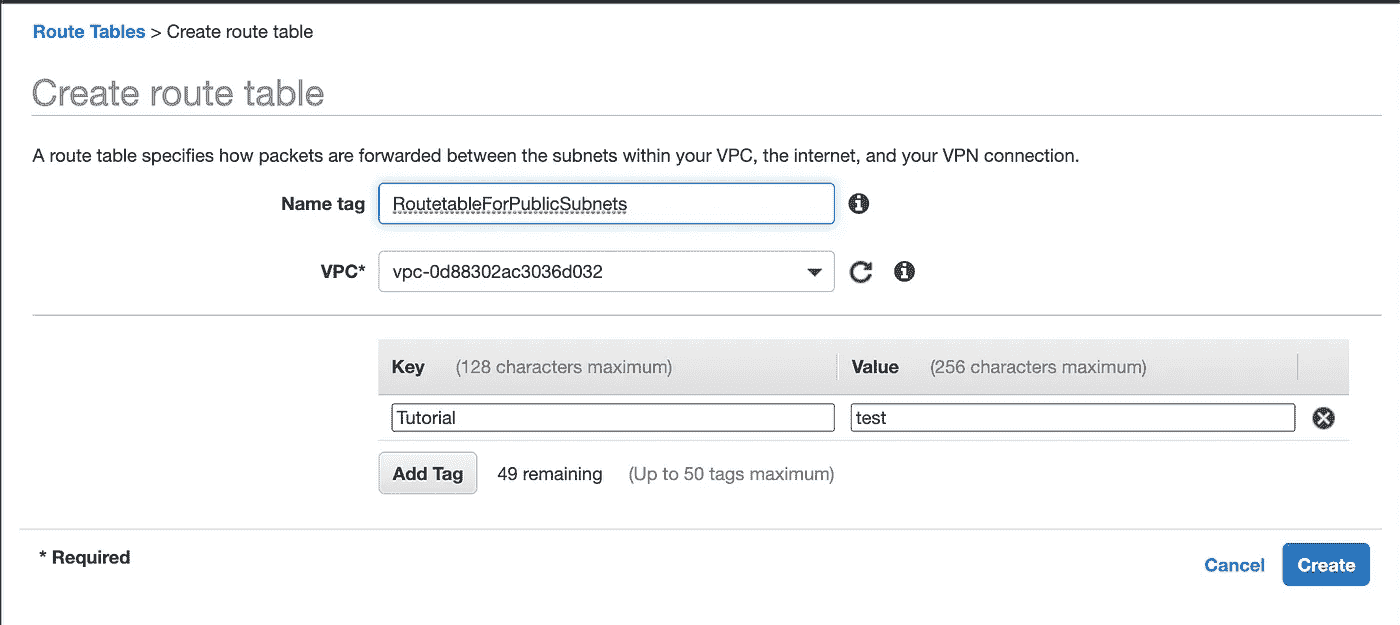 Route Tables > Create route table
Create route table
A route table specifies how packets are forwarded between the subnets within your VPC, the internet, and your VPN connection.
Name tag RoutetableForPublicSubnets
VPC* vpc-0d88302ac3036d032
Key (128 characters maximum) Value (256 characters maximum)
Tutorial test
Add Tag 49 remaining (Up to 50 tags maximum)
* Required Cancel Create